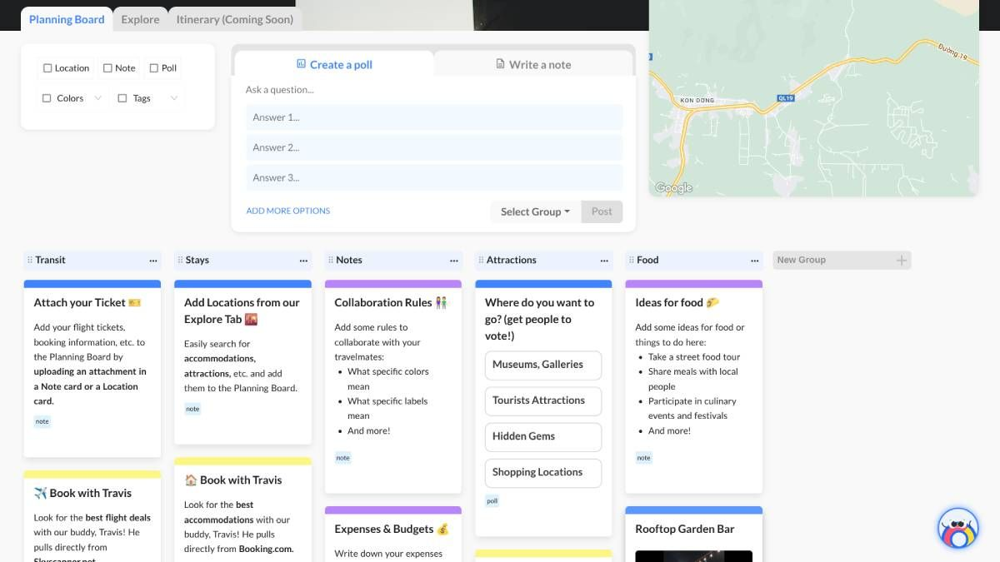 Planning Board
Explore
Itinerary (Coming Soon)
Location
Note
Poll
Colors
Tags
Create a poll
Write a note
Ask a question...
Answer 1...
Answer 2...
Answer 3...
ADD MORE OPTIONS
Select Group
Post
Đường 19
KON DƠNG
QL19
Google
Transit
Stays
Notes
Attractions
Food
New Group
Attach your Ticket 🎫
Add your flight tickets,
booking information, etc. to
the Planning Board by
uploading an attachment in
a Note card or a Location
card.
note
✈️ Book with Travis
Look for the best flight deals
with our buddy, Travis! He
pulls directly from
Skyscanner.net
Add Locations from our
Explore Tab 🌇
Easily search for
accommodations,
attractions, etc. and add
them to the Planning Board.
note
🏠 Book with Travis
Look for the best
accommodations with our
buddy, Travis! He pulls
directly from Booking.com.
Collaboration Rules 👫
Add some rules to
collaborate with your
travelmates:
• What specific colors
mean
• What specific labels
mean
• And more!
note
Expenses & Budgets 💰
Write down your expenses
Where do you want to
go? (get people to
vote!)
Museums, Galleries
Tourists Attractions
Hidden Gems
Shopping Locations
poll
Ideas for food 🌮
Add some ideas for food or
things to do here:
• Take a street food tour
• Share meals with local
people
• Participate in culinary
events and festivals
• And more!
note
Rooftop Garden Bar